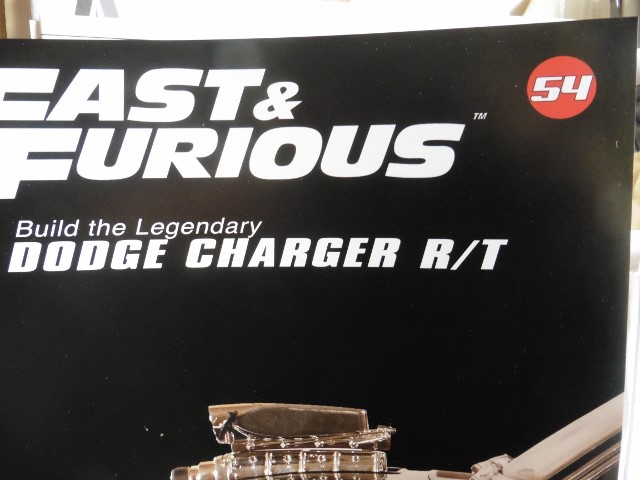 FAST &
FURIOUS™
54
Build the Legendary
DODGE CHARGER R/T